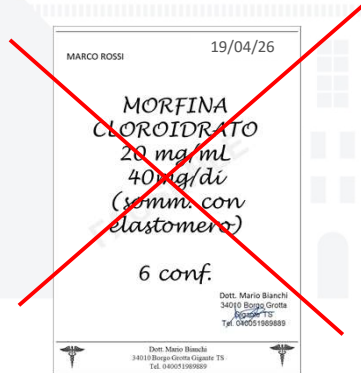 19/04/26
MARCO ROSSI
MORFINA
CLOROIDRATO
20 mg/mL
40mg/dì
(somm. con
elastomero)
6 conf.
Dott. Mario Bianchi
34010 Borgo Grotta
Gigante TS
Tel. 040051989889
Dott. Mario Bianchi
34010 Borgo Grotta Gigante TS
Tel. 040051989889